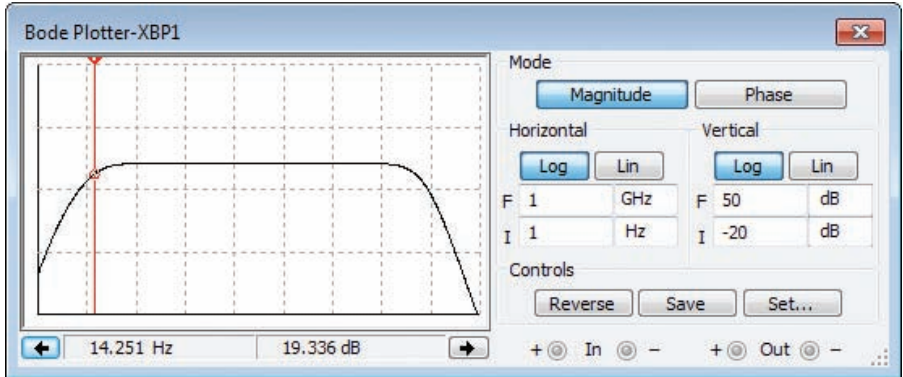 Bode Plotter-XBP1
Mode
Magnitude Phase
Horizontal Vertical
Log Lin Log Lin
F 1 GHz F 50 dB
I 1 Hz I -20 dB
Controls
Reverse Save Set...
14.251 Hz 19.336 dB
+ In - + Out -